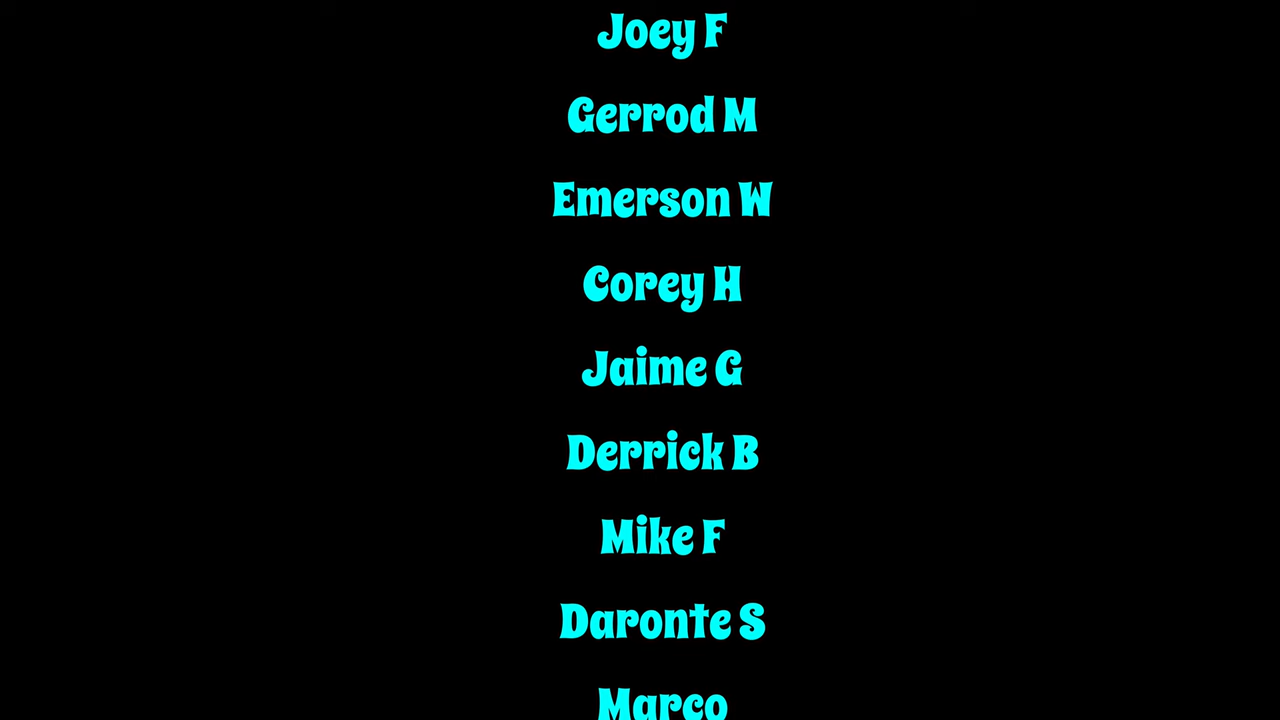 Joey F
Gerrod M
Emerson W
Corey H
Jaime G
Derrick B
Mike F
Daronte S
Marco